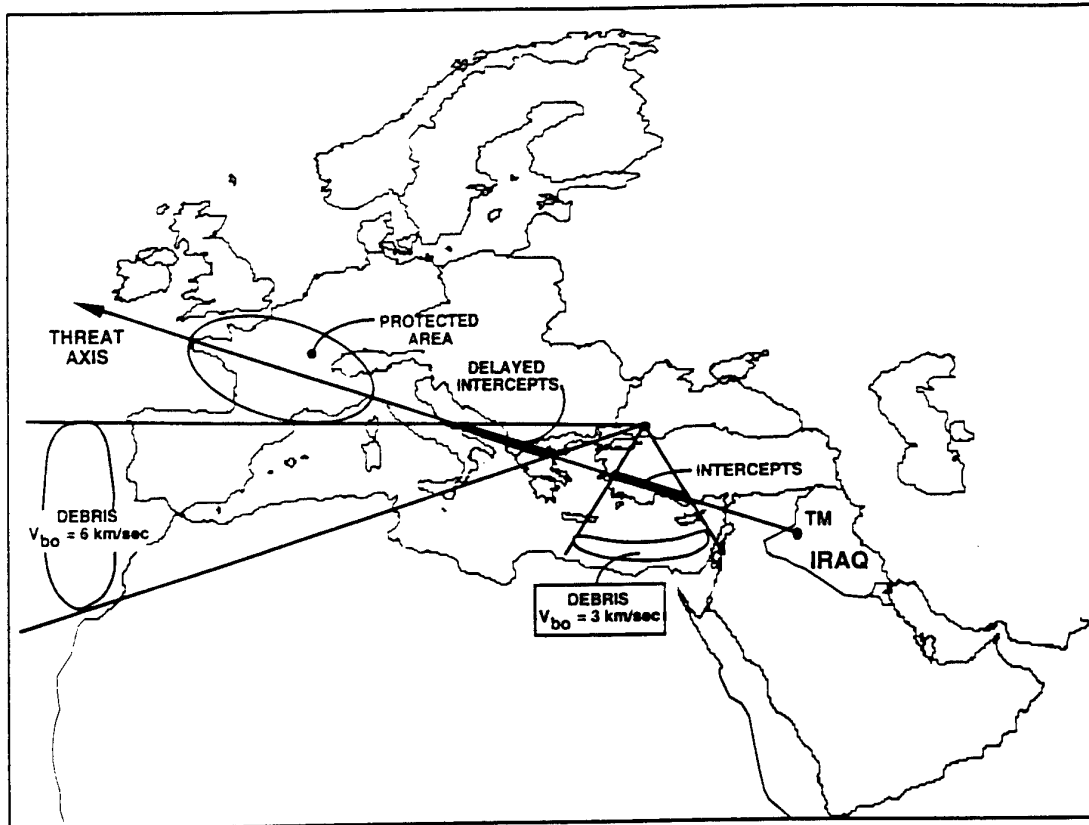 THREAT
AXIS
PROTECTED
AREA
DELAYED
INTERCEPTS
INTERCEPTS
TM
IRAQ
DEBRIS
Vbo = 6 km/sec
DEBRIS
Vbo = 3 km/sec